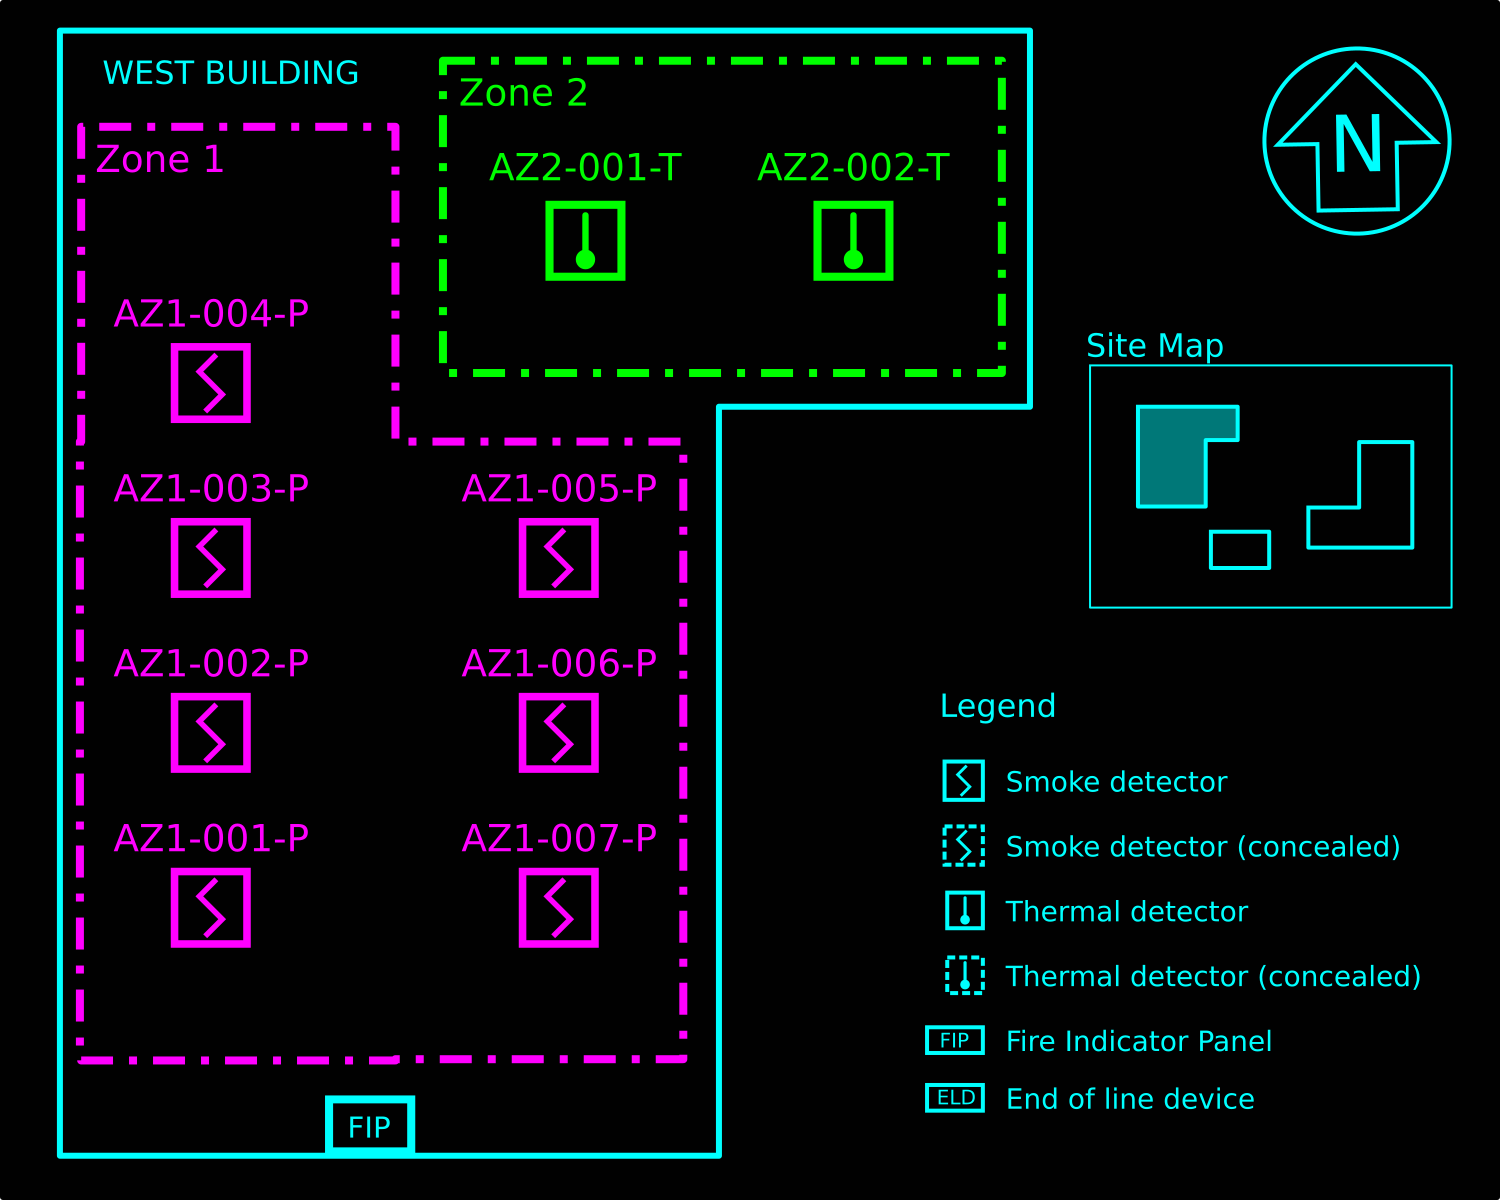 WEST BUILDING
Zone 2
AZ2-001-T
AZ2-002-T
Zone 1
AZ1-004-P
AZ1-003-P
AZ1-005-P
AZ1-002-P
AZ1-006-P
AZ1-001-P
AZ1-007-P
FIP
N
Site Map
Legend
Smoke detector
Smoke detector (concealed)
Thermal detector
Thermal detector (concealed)
FIP Fire Indicator Panel
ELD End of line device